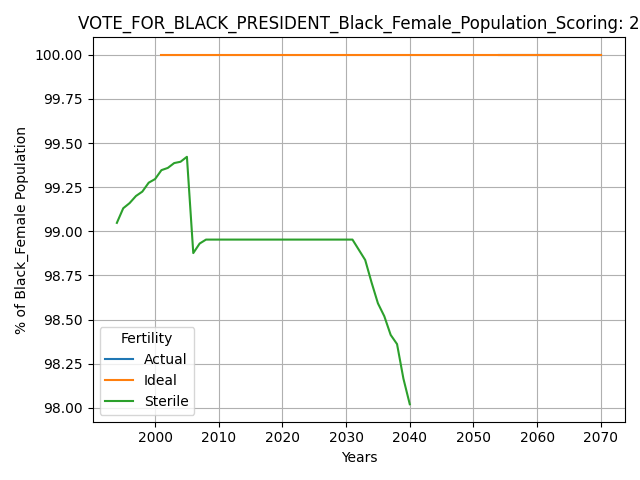 VOTE_FOR_BLACK_PRESIDENT_Black_Female_Population_Scoring: 2
% of Black_Female Population
100.00
99.75
99.50
99.25
99.00
98.75
98.50
98.25
98.00
Fertility
Actual
Ideal
Sterile
2000 2010 2020 2030 2040 2050 2060 2070
Years